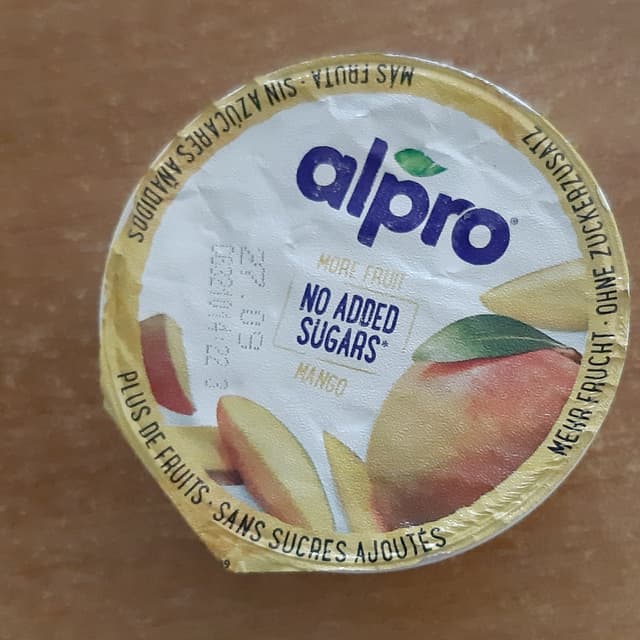 alpro®
MORE FRUIT
NO ADDED
SUGARS*
MANGO
27.09
MÁS FRUTA · SIN AZÚCARES AÑADIDOS
PLUS DE FRUITS · SANS SUCRES AJOUTÉS
MEHR FRUCHT · OHNE ZUCKERZUSATZ